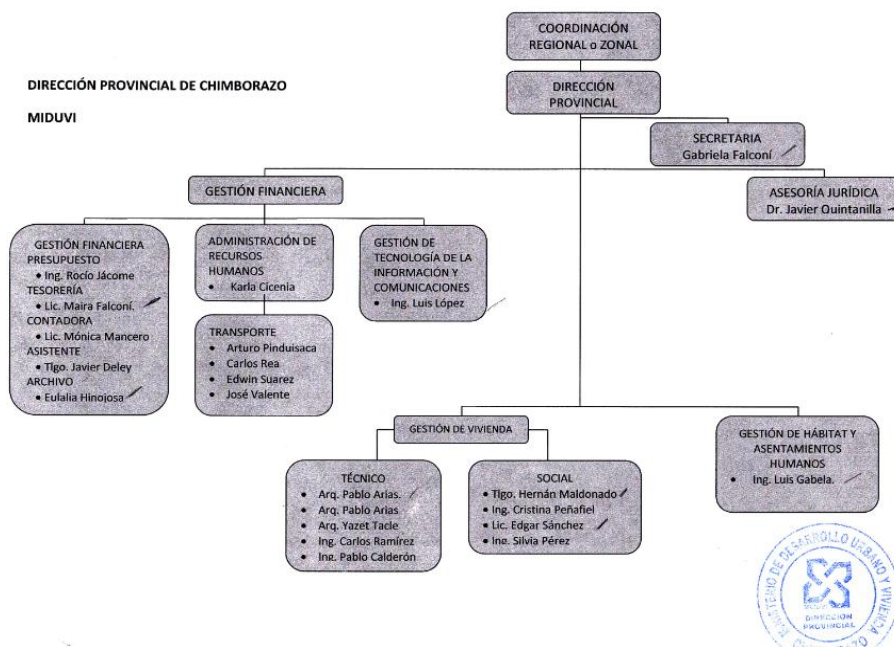 COORDINACIÓN
REGIONAL o ZONAL
DIRECCIÓN PROVINCIAL DE CHIMBORAZO
MIDUVI
DIRECCIÓN
PROVINCIAL
SECRETARIA
Gabriela Falconí
GESTIÓN FINANCIERA
ASESORÍA JURÍDICA
Dr. Javier Quintanilla
GESTIÓN FINANCIERA
PRESUPUESTO
• Ing. Rocío Jácome
TESORERÍA
• Lic. Maira Falconí.
CONTADORA
• Lic. Mónica Mancero
ASISTENTE
• Tlgo. Javier Deley
ARCHIVO
• Eulalia Hinojosa
ADMINISTRACIÓN DE
RECURSOS
HUMANOS
• Karla Cicenia
GESTIÓN DE
TECNOLOGÍA DE LA
INFORMACIÓN Y
COMUNICACIONES
• Ing. Luis López
TRANSPORTE
• Arturo Pinduisaca
• Carlos Rea
• Edwin Suarez
• José Valente
GESTIÓN DE VIVIENDA
TÉCNICO
• Arq. Pablo Arias.
• Arq. Pablo Arias
• Arq. Yazet Tacle
• Ing. Carlos Ramírez
• Ing. Pablo Calderón
SOCIAL
• Tlgo. Hernán Maldonado
• Ing. Cristina Peñafiel
• Lic. Edgar Sánchez
• Ing. Silvia Pérez
GESTIÓN DE HÁBITAT Y
ASENTAMIENTOS
HUMANOS
• Ing. Luis Gabela.
MINISTERIO DE DESARROLLO URBANO Y VIVIENDA
DIRECCIÓN
PROVINCIAL